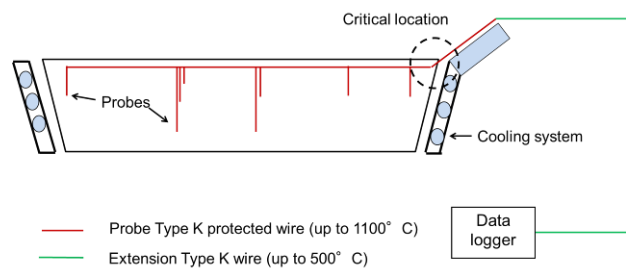 Critical location
Probes
Cooling system
Probe Type K protected wire (up to 1100° C)
Extension Type K wire (up to 500° C)
Data
logger